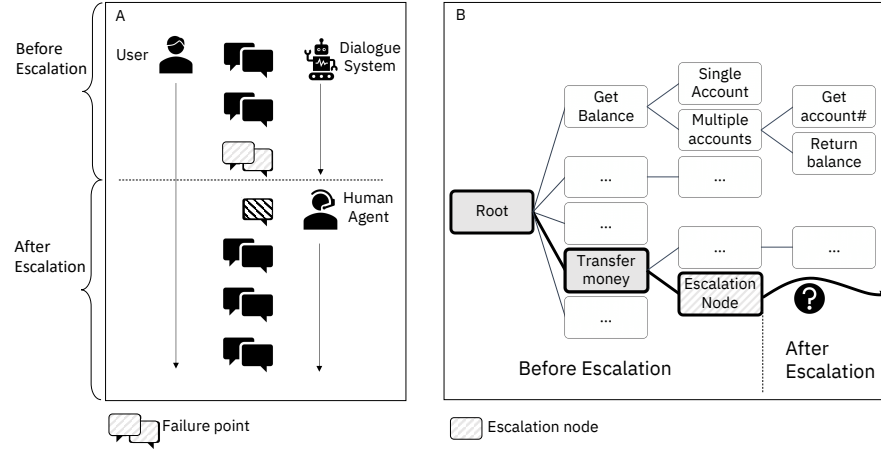 A
Before
Escalation
User
Dialogue
System
Human
Agent
After
Escalation
Failure point
B
Single
Account
Get
Balance
Multiple
accounts
Get
account#
Return
balance
...
...
Root
...
...
...
Transfer
money
Escalation
Node
?
...
Before Escalation
After
Escalation
Escalation node